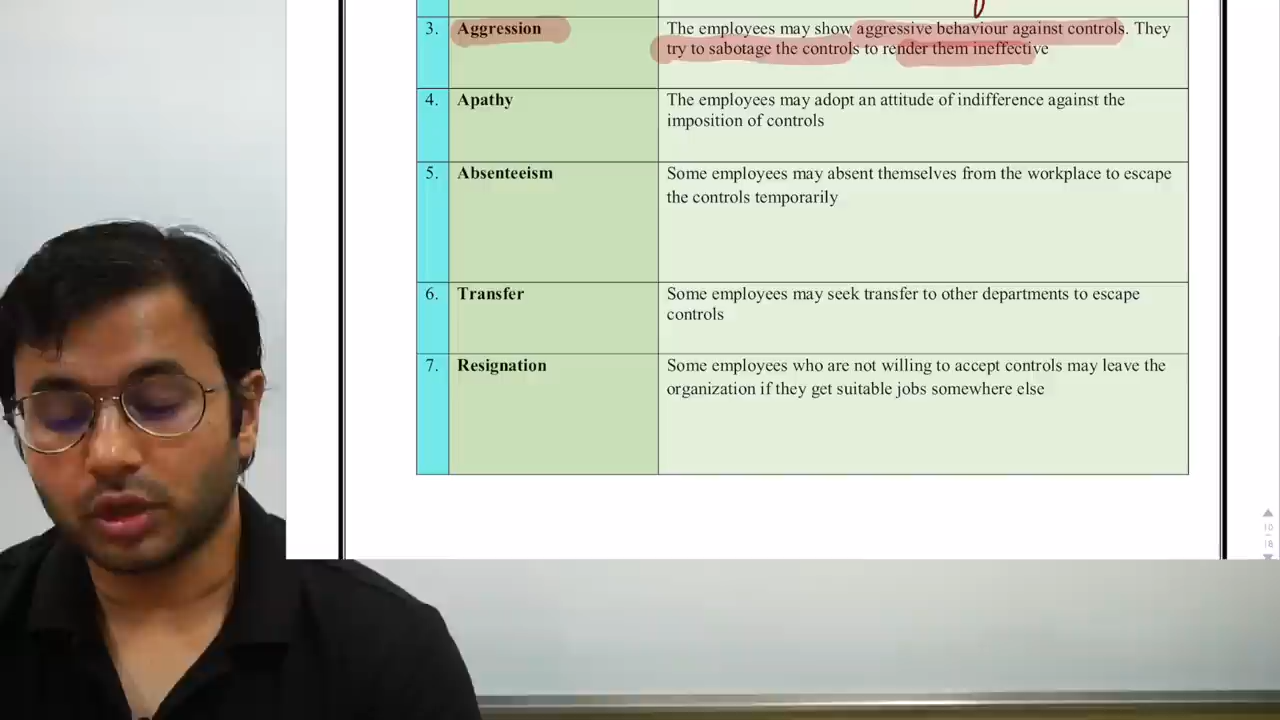 3. Aggression The employees may show aggressive behaviour against controls. They
try to sabotage the controls to render them ineffective
4. Apathy The employees may adopt an attitude of indifference against the
imposition of controls
5. Absenteeism Some employees may absent themselves from the workplace to escape
the controls temporarily
6. Transfer Some employees may seek transfer to other departments to escape
controls
7. Resignation Some employees who are not willing to accept controls may leave the
organization if they get suitable jobs somewhere else
10
18